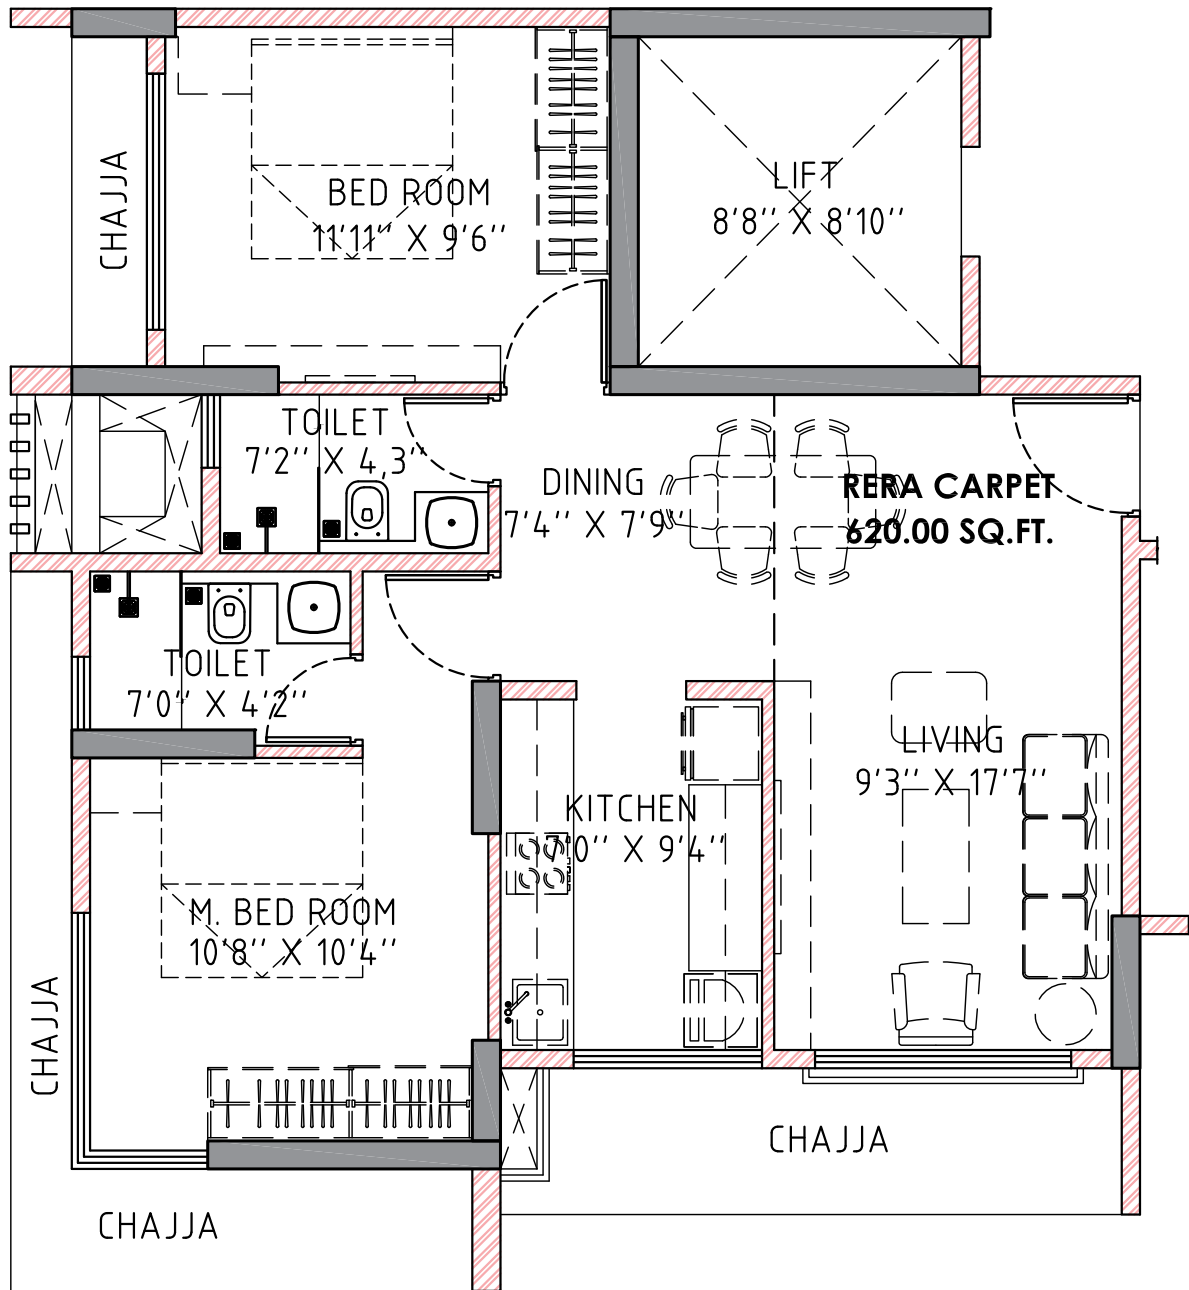 CHAJJA
BED ROOM
11'11'' X 9'6''
LIFT
8'8'' X 8'10''
TOILET
7'2'' X 4,3''
DINING
7'4'' X 7'9''
RERA CARPET
620.00 SQ.FT.
TOILET
7'0'' X 4'2''
LIVING
9'3'' X 17'7''
KITCHEN
7'0'' X 9'4''
M. BED ROOM
10'8'' X 10'4''
CHAJJA
CHAJJA
CHAJJA